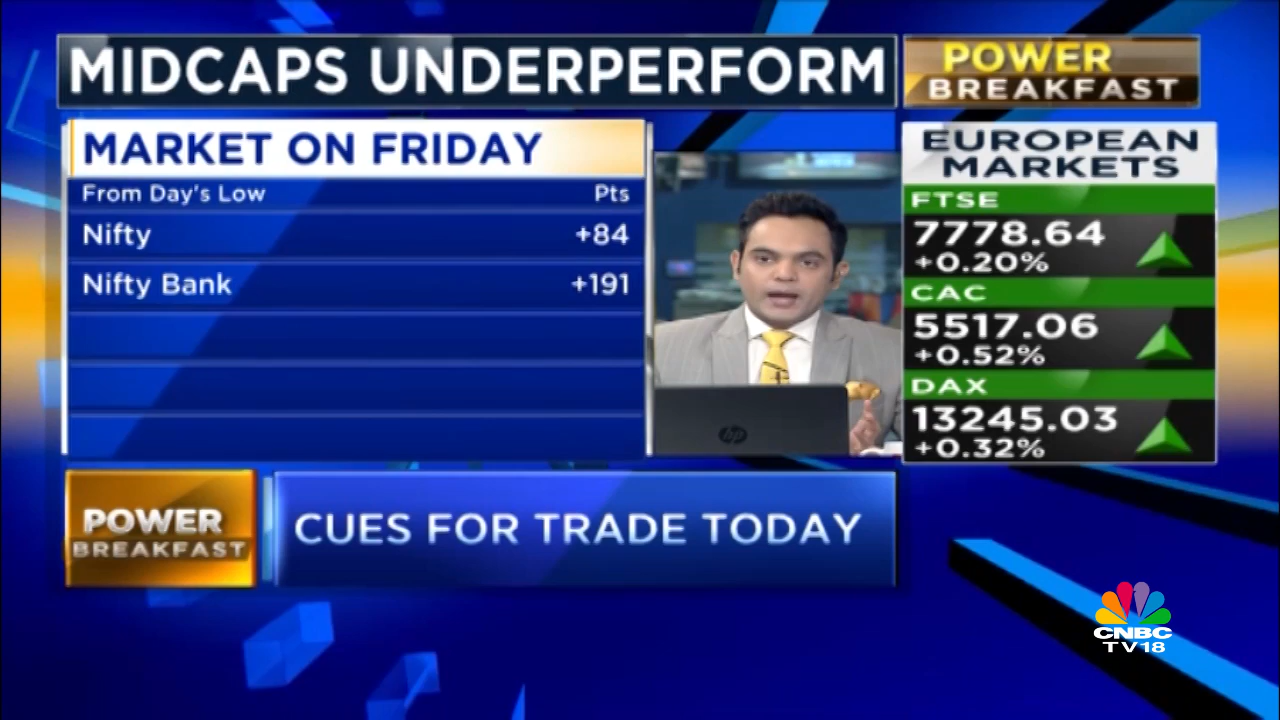 MIDCAPS UNDERPERFORM
POWER
BREAKFAST
MARKET ON FRIDAY
From Day's Low Pts
Nifty +84
Nifty Bank +191
hp
EUROPEAN
MARKETS
FTSE
7778.64
+0.20%
CAC
5517.06
+0.52%
DAX
13245.03
+0.32%
POWER
BREAKFAST
CUES FOR TRADE TODAY
CNBC
TV18